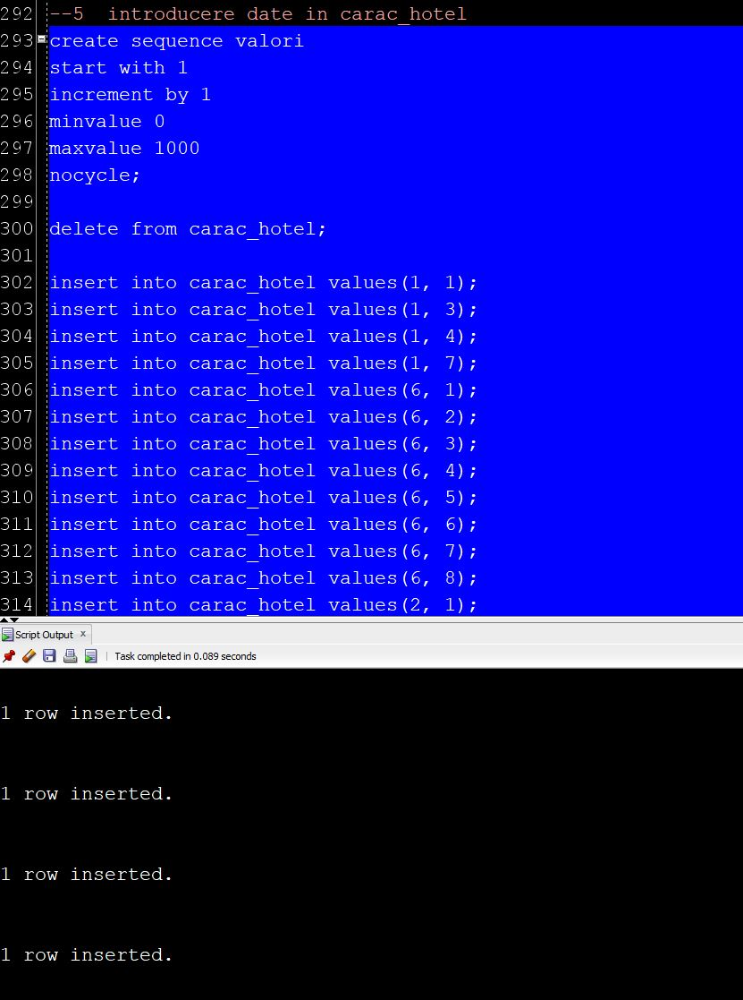 292 --5  introducere date in carac_hotel
293 create sequence valori
294 start with 1
295 increment by 1
296 minvalue 0
297 maxvalue 1000
298 nocycle;
299
300 delete from carac_hotel;
301
302 insert into carac_hotel values(1, 1);
303 insert into carac_hotel values(1, 3);
304 insert into carac_hotel values(1, 4);
305 insert into carac_hotel values(1, 7);
306 insert into carac_hotel values(6, 1);
307 insert into carac_hotel values(6, 2);
308 insert into carac_hotel values(6, 3);
309 insert into carac_hotel values(6, 4);
310 insert into carac_hotel values(6, 5);
311 insert into carac_hotel values(6, 6);
312 insert into carac_hotel values(6, 7);
313 insert into carac_hotel values(6, 8);
314 insert into carac_hotel values(2, 1);
Script Output x
Task completed in 0.089 seconds
1 row inserted.
1 row inserted.
1 row inserted.
1 row inserted.